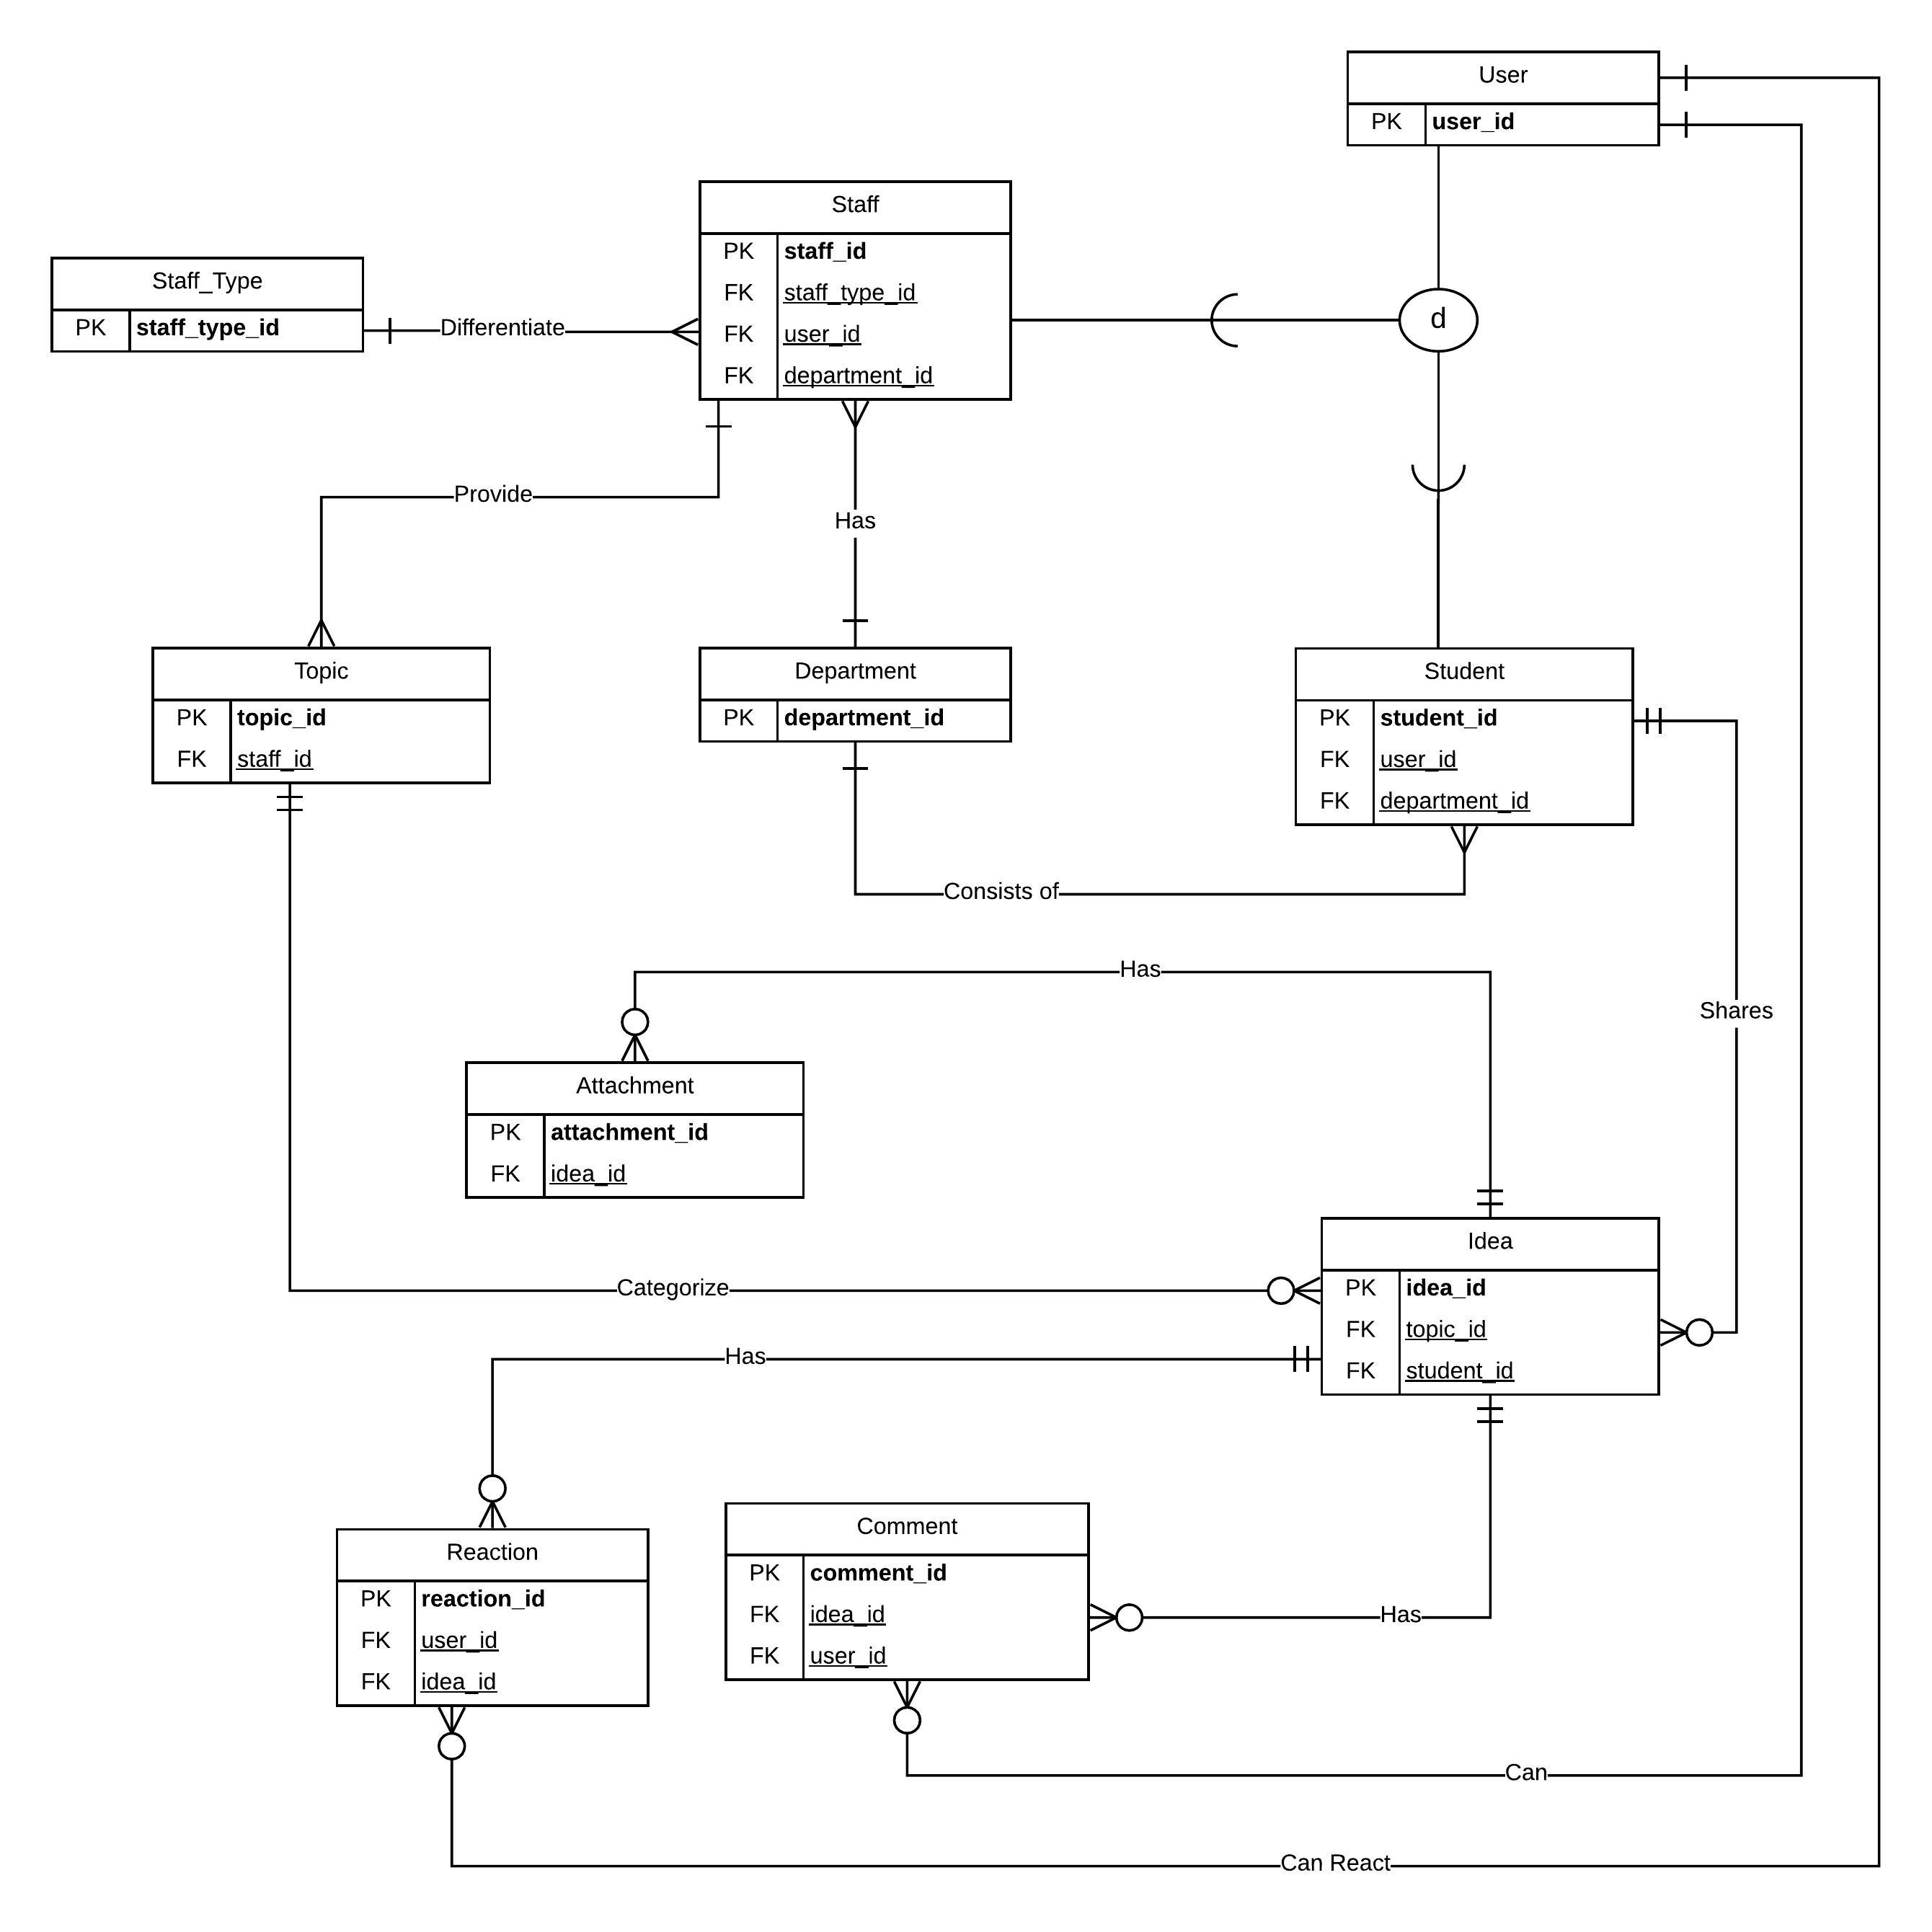 User
PK user_id
Staff
PK staff_id
FK staff_type_id
FK user_id
FK department_id
Staff_Type
PK staff_type_id
Differentiate
d
Provide
Has
Topic
PK topic_id
FK staff_id
Department
PK department_id
Student
PK student_id
FK user_id
FK department_id
Consists of
Has
Shares
Attachment
PK attachment_id
FK idea_id
Idea
PK idea_id
FK topic_id
FK student_id
Categorize
Has
Reaction
PK reaction_id
FK user_id
FK idea_id
Comment
PK comment_id
FK idea_id
FK user_id
Has
Can
Can React